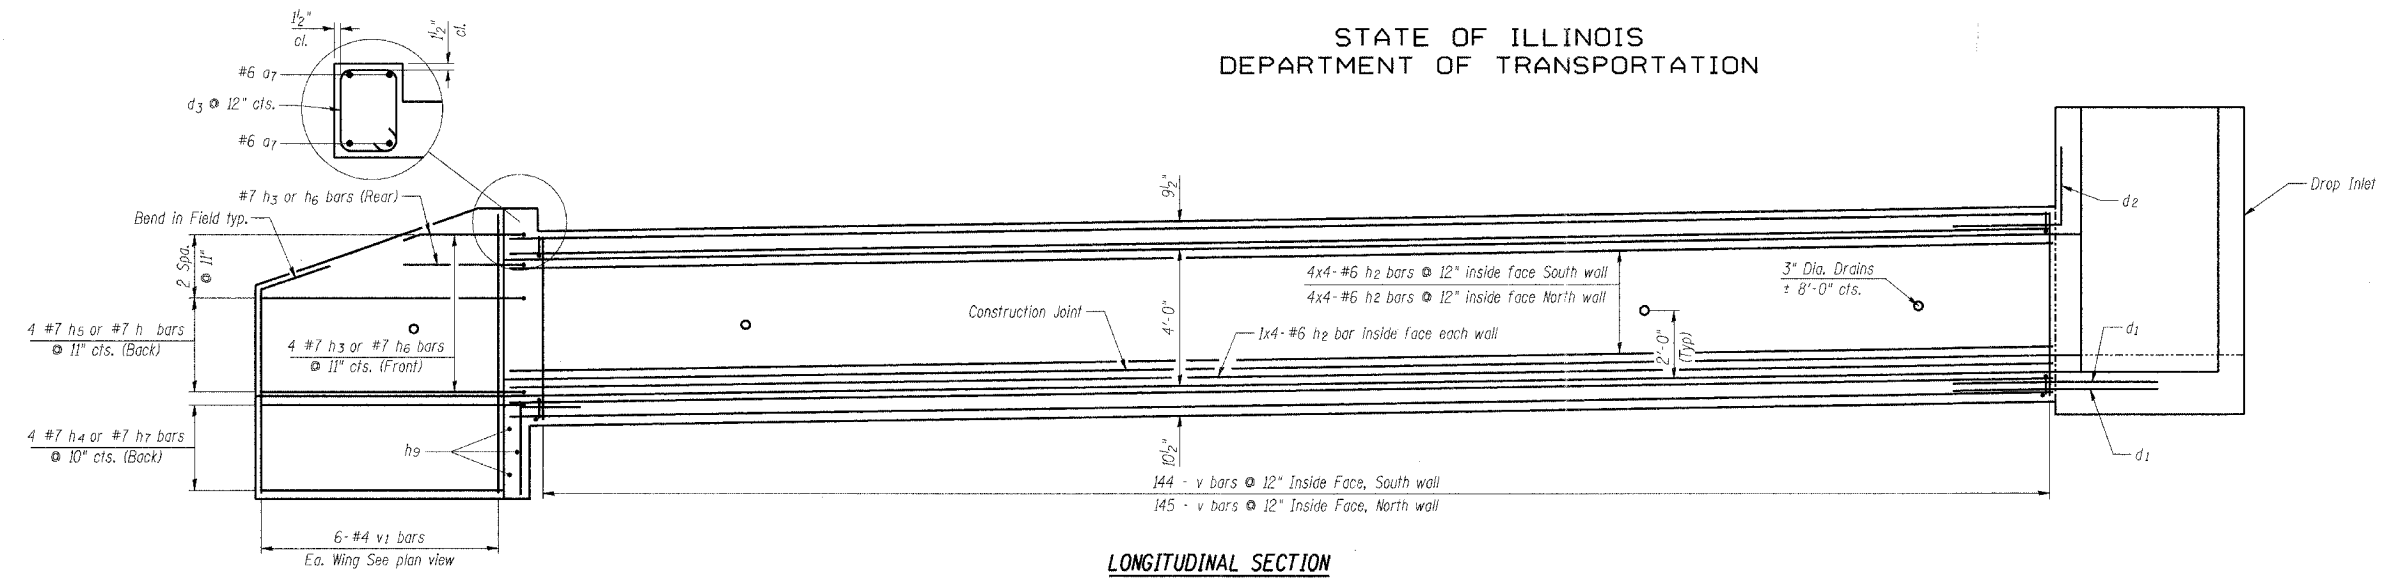 STATE OF ILLINOIS
DEPARTMENT OF TRANSPORTATION
1½"
cl.
1½"
cl.
#6 a7
d3 @ 12" cts.
#6 a7
#7 h3 or h6 bars (Rear)
Bend in Field typ.
2 Spa.
@ 11"
4 #7 h5 or #7 h bars
@ 11" cts. (Back)
4 #7 h3 or #7 h6 bars
@ 11" cts. (Front)
4 #7 h4 or #7 h7 bars
@ 10" cts. (Back)
h9
6-#4 v1 bars
Ea. Wing See plan view
9½"
4'-0"
10½"
Construction Joint
4x4-#6 h2 bars @ 12" inside face South wall
4x4-#6 h2 bars @ 12" inside face North wall
1x4-#6 h2 bar inside face each wall
2'-0"
(Typ)
3" Dia. Drains
± 8'-0" cts.
Drop Inlet
d2
d1
d1
144 - v bars @ 12" Inside Face, South wall
145 - v bars @ 12" Inside Face, North wall
LONGITUDINAL SECTION